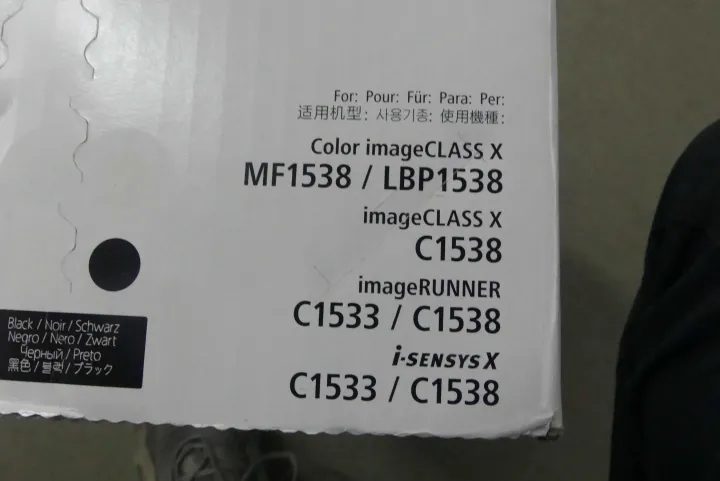 For: Pour: Für: Para: Per:
适用机型: 사용기종: 使用機種:
Color imageCLASS X
MF1538 / LBP1538
imageCLASS X
C1538
imageRUNNER
C1533 / C1538
i-SENSYS X
C1533 / C1538
Black / Noir / Schwarz
Negro / Nero / Zwart
Черный / Preto
黑色 / 블랙 / ブラック